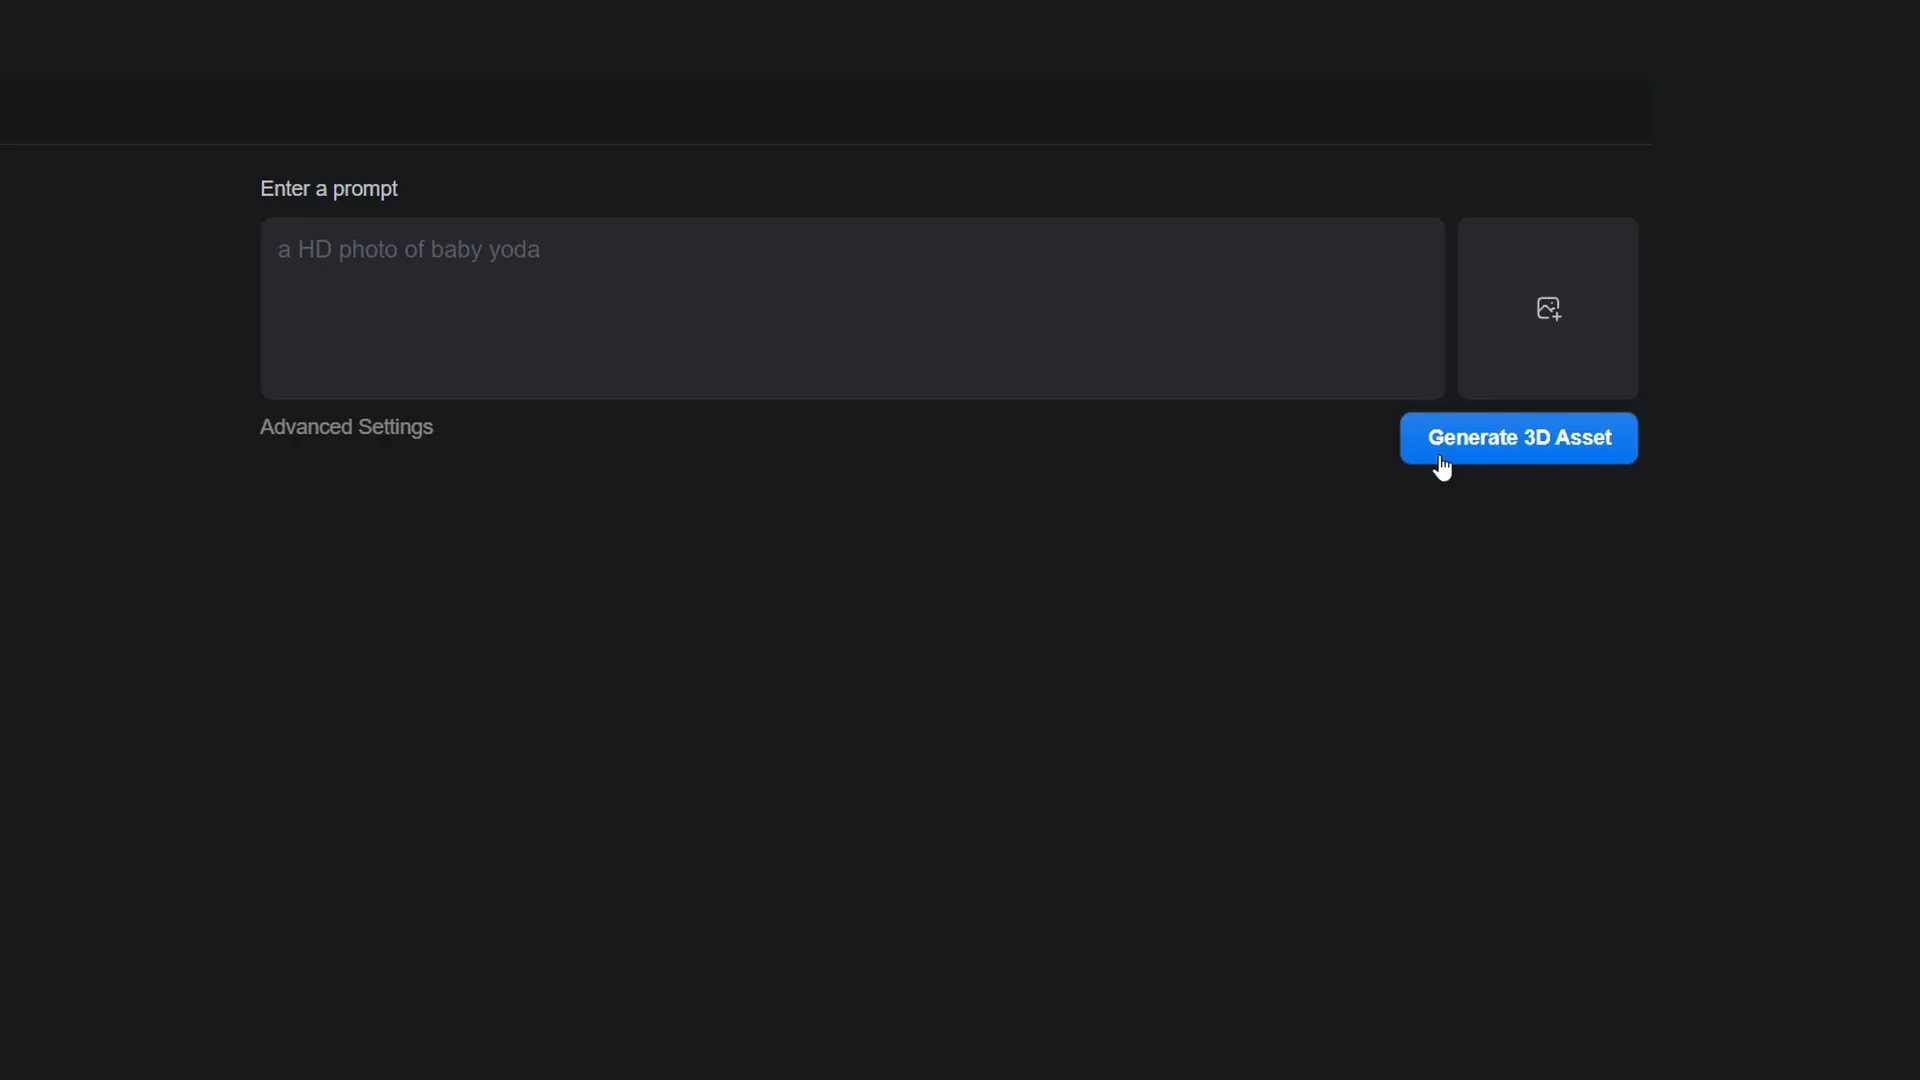 Enter a prompt
a HD photo of baby yoda
Advanced Settings
Generate 3D Asset